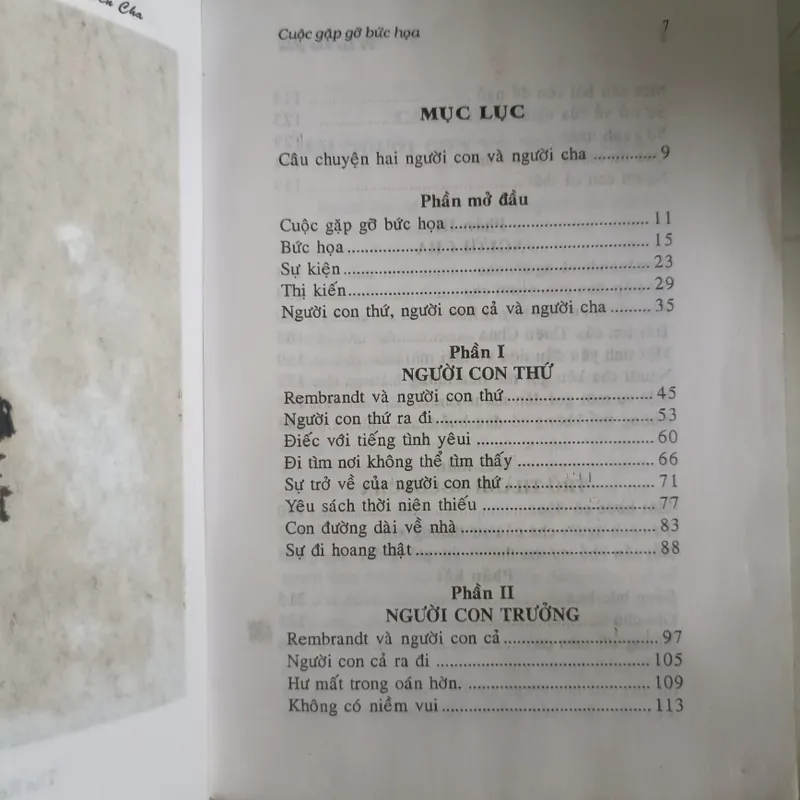 Cha
Cuộc gặp gỡ bức họa 7
MỤC LỤC
Câu chuyện hai người con và người cha .............. 9
Phần mở đầu
Cuộc gặp gỡ bức họa .............. 11
Bức họa .............. 15
Sự kiện .............. 23
Thị kiến .............. 29
Người con thứ, người con cả và người cha .............. 35
Phần I
NGƯỜI CON THỨ
Rembrandt và người con thứ .............. 45
Người con thứ ra đi .............. 53
Điếc với tiếng tình yêui .............. 60
Đi tìm nơi không thể tìm thấy .............. 66
Sự trở về của người con thứ .............. 71
Yêu sách thời niên thiếu .............. 77
Con đường dài về nhà .............. 83
Sự đi hoang thật .............. 88
Phần II
NGƯỜI CON TRƯỞNG
Rembrandt và người con cả .............. 97
Người con cả ra đi .............. 105
Hư mất trong oán hờn. .............. 109
Không có niềm vui .............. 113